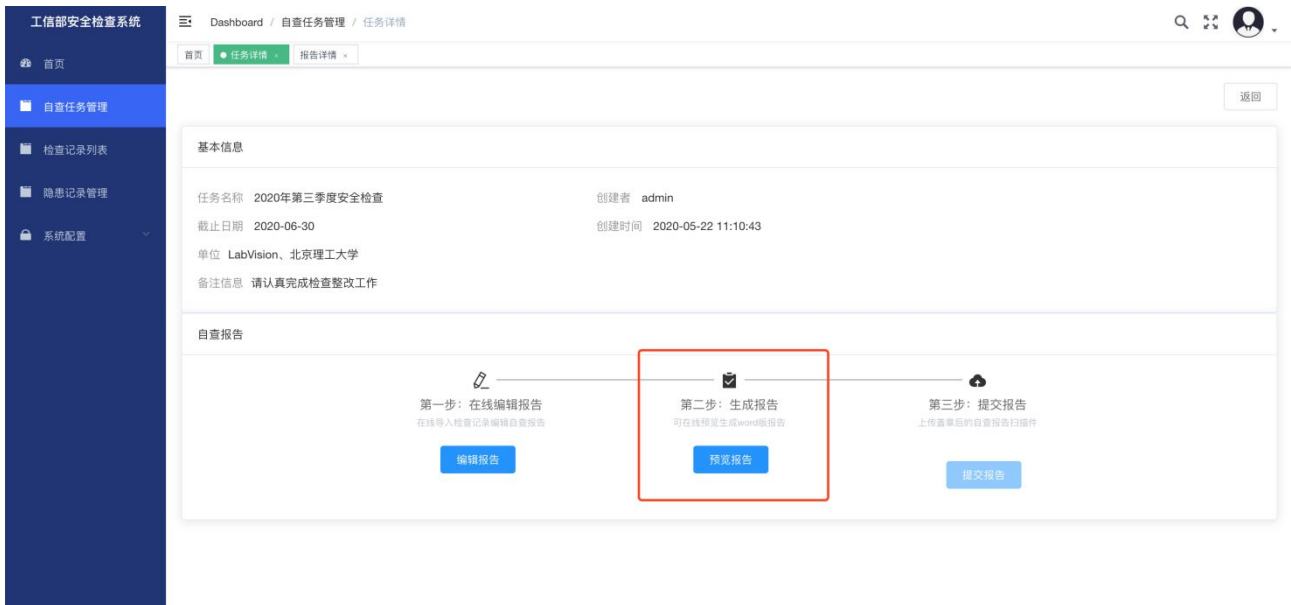 工信部安全检查系统
Dashboard / 自查任务管理 / 任务详情
首页
任务详情 ×
报告详情 ×
首页
自查任务管理
检查记录列表
隐患记录管理
系统配置
返回
基本信息
任务名称 2020年第三季度安全检查
创建者 admin
截止日期 2020-06-30
创建时间 2020-05-22 11:10:43
单位 LabVision、北京理工大学
备注信息 请认真完成检查整改工作
自查报告
第一步：在线编辑报告
在线导入检查记录编辑自查报告
编辑报告
第二步：生成报告
可在线预览生成word版报告
预览报告
第三步：提交报告
上传盖章后的自查报告扫描件
提交报告